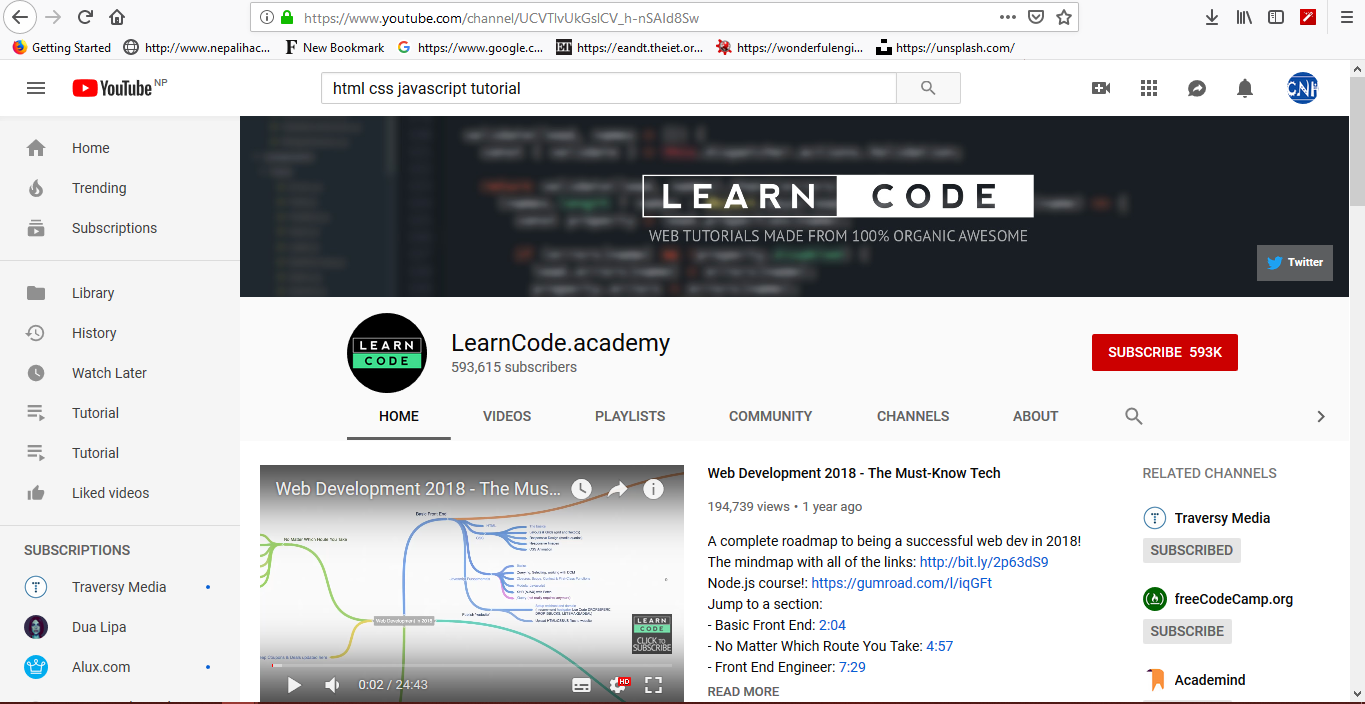 https://www.youtube.com/channel/UCVTlvUkGslCV_h-nSAId8Sw
Getting Started
http://www.nepalihac...
New Bookmark
https://www.google.c...
ET
https://eandt.theiet.or...
https://wonderfulengi...
https://unsplash.com/
YouTube NP
html css javascript tutorial
CNH
Home
Trending
Subscriptions
Library
History
Watch Later
Tutorial
Tutorial
Liked videos
SUBSCRIPTIONS
Traversy Media
Dua Lipa
Alux.com
LEARN CODE
WEB TUTORIALS MADE FROM 100% ORGANIC AWESOME
Twitter
LEARN
CODE
LearnCode.academy
593,615 subscribers
SUBSCRIBE 593K
HOME
VIDEOS
PLAYLISTS
COMMUNITY
CHANNELS
ABOUT
Web Development 2018 - The Mus...
Basic Front End
No Matter Which Route You Take
Web Development in 2018
LEARN
CODE
CLICK TO
SUBSCRIBE
0:02 / 24:43
HD
Web Development 2018 - The Must-Know Tech
194,739 views • 1 year ago
A complete roadmap to being a successful web dev in 2018!
The mindmap with all of the links: http://bit.ly/2p63dS9
Node.js course!: https://gumroad.com/l/iqGFt
Jump to a section:
- Basic Front End: 2:04
- No Matter Which Route You Take: 4:57
- Front End Engineer: 7:29
READ MORE
RELATED CHANNELS
Traversy Media
SUBSCRIBED
freeCodeCamp.org
SUBSCRIBE
Academind